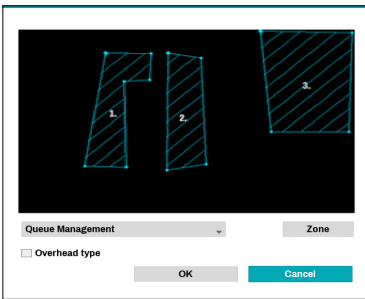 1.
2.
3.
Queue Management
Zone
Overhead type
OK
Cancel